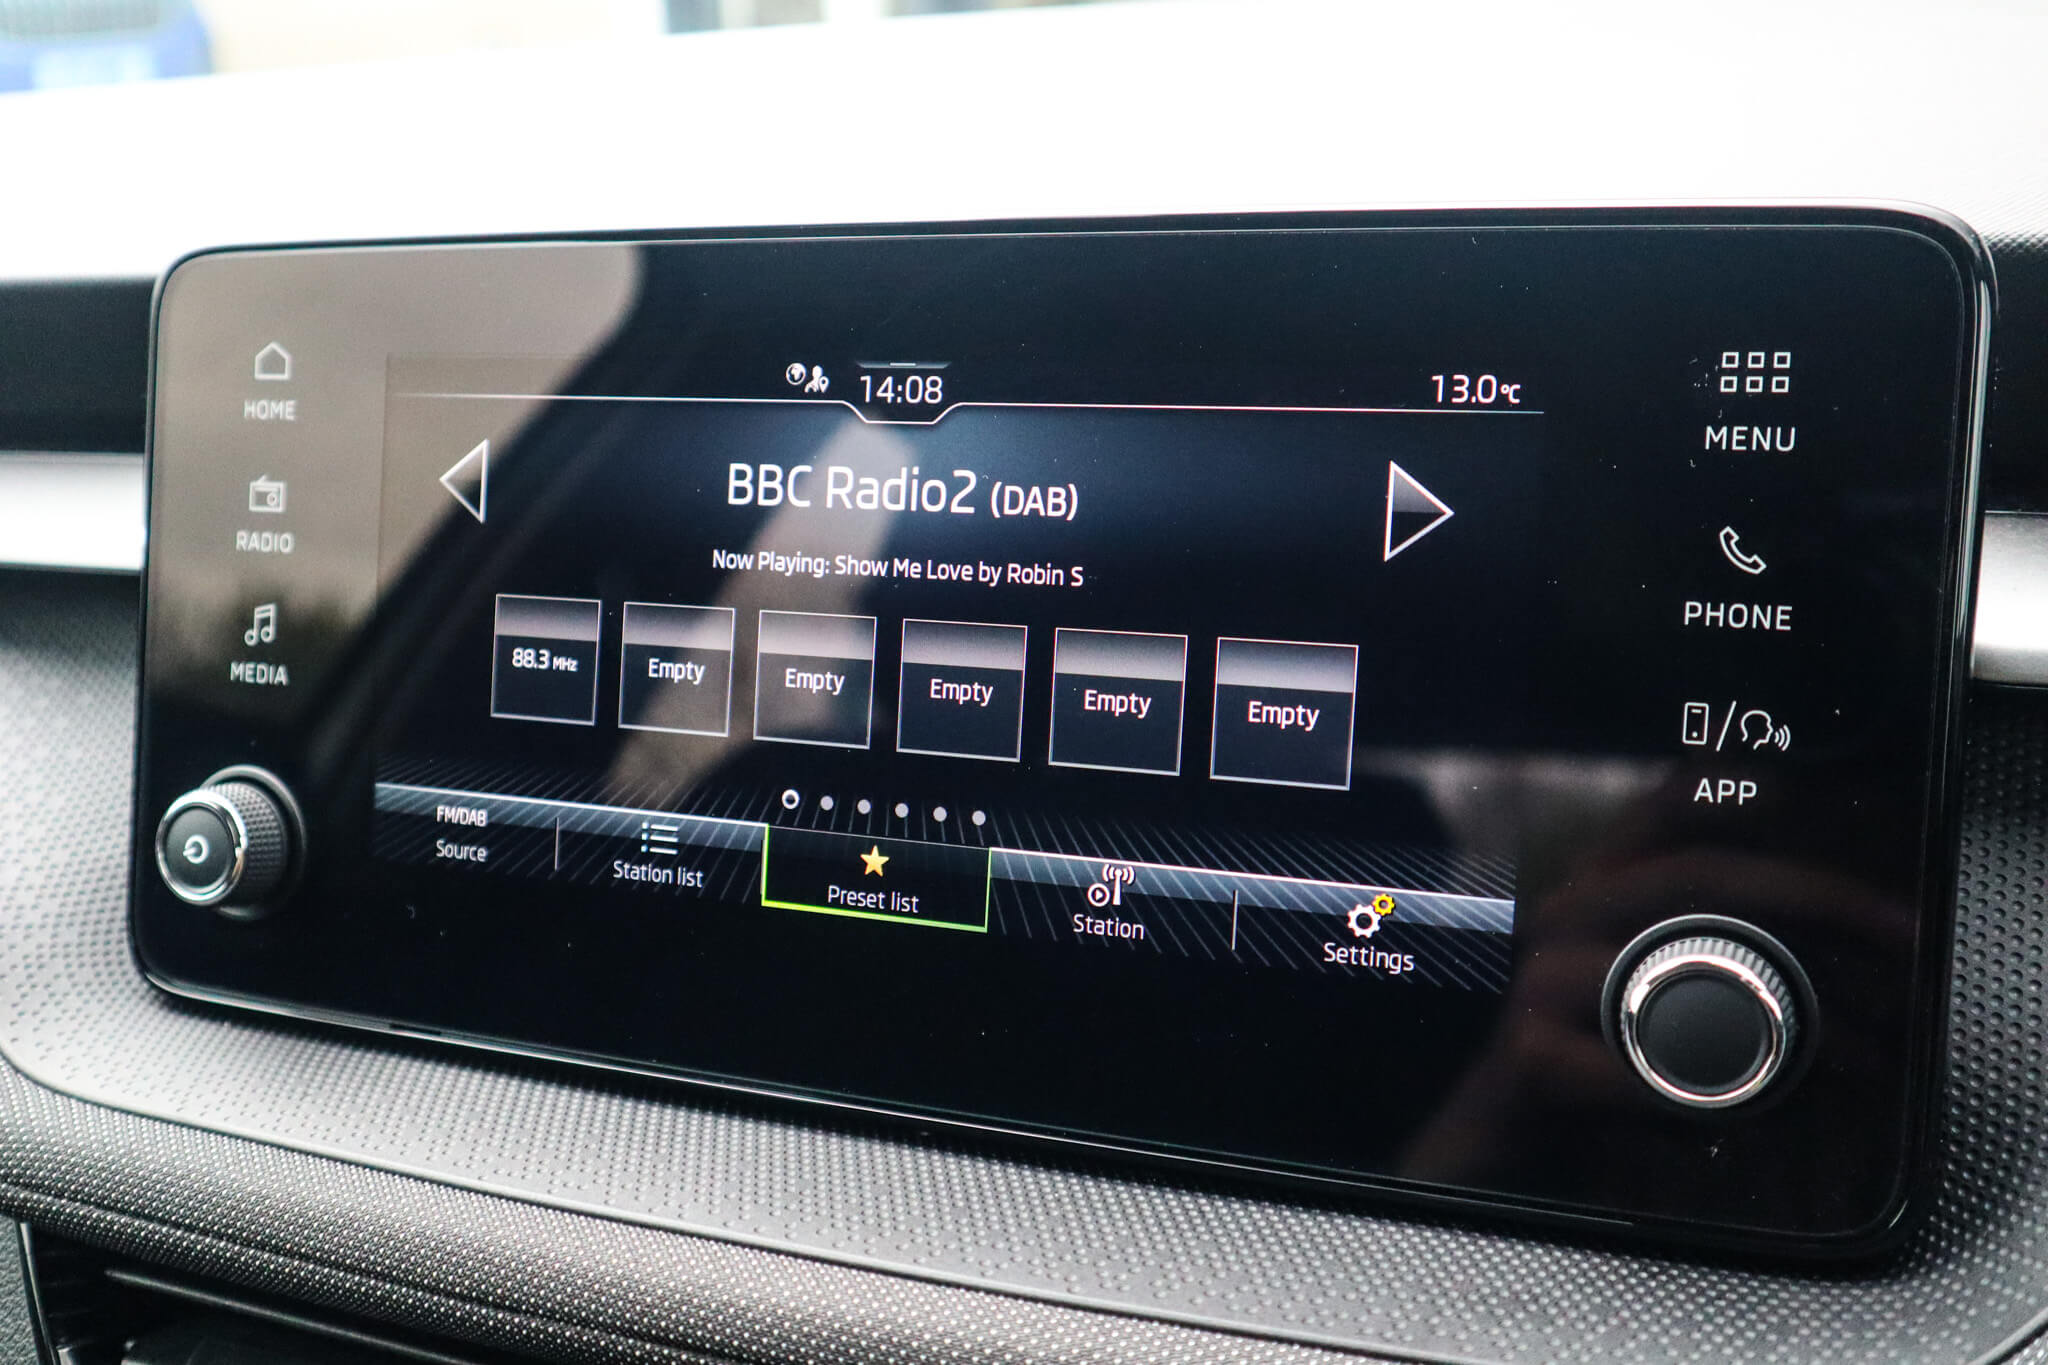 14:08
13.0°C
HOME
RADIO
MEDIA
BBC Radio2 (DAB)
Now Playing: Show Me Love by Robin S
88.3 MHz
Empty
Empty
Empty
Empty
Empty
FM/DAB
Source
Station list
Preset list
Station
Settings
MENU
PHONE
APP